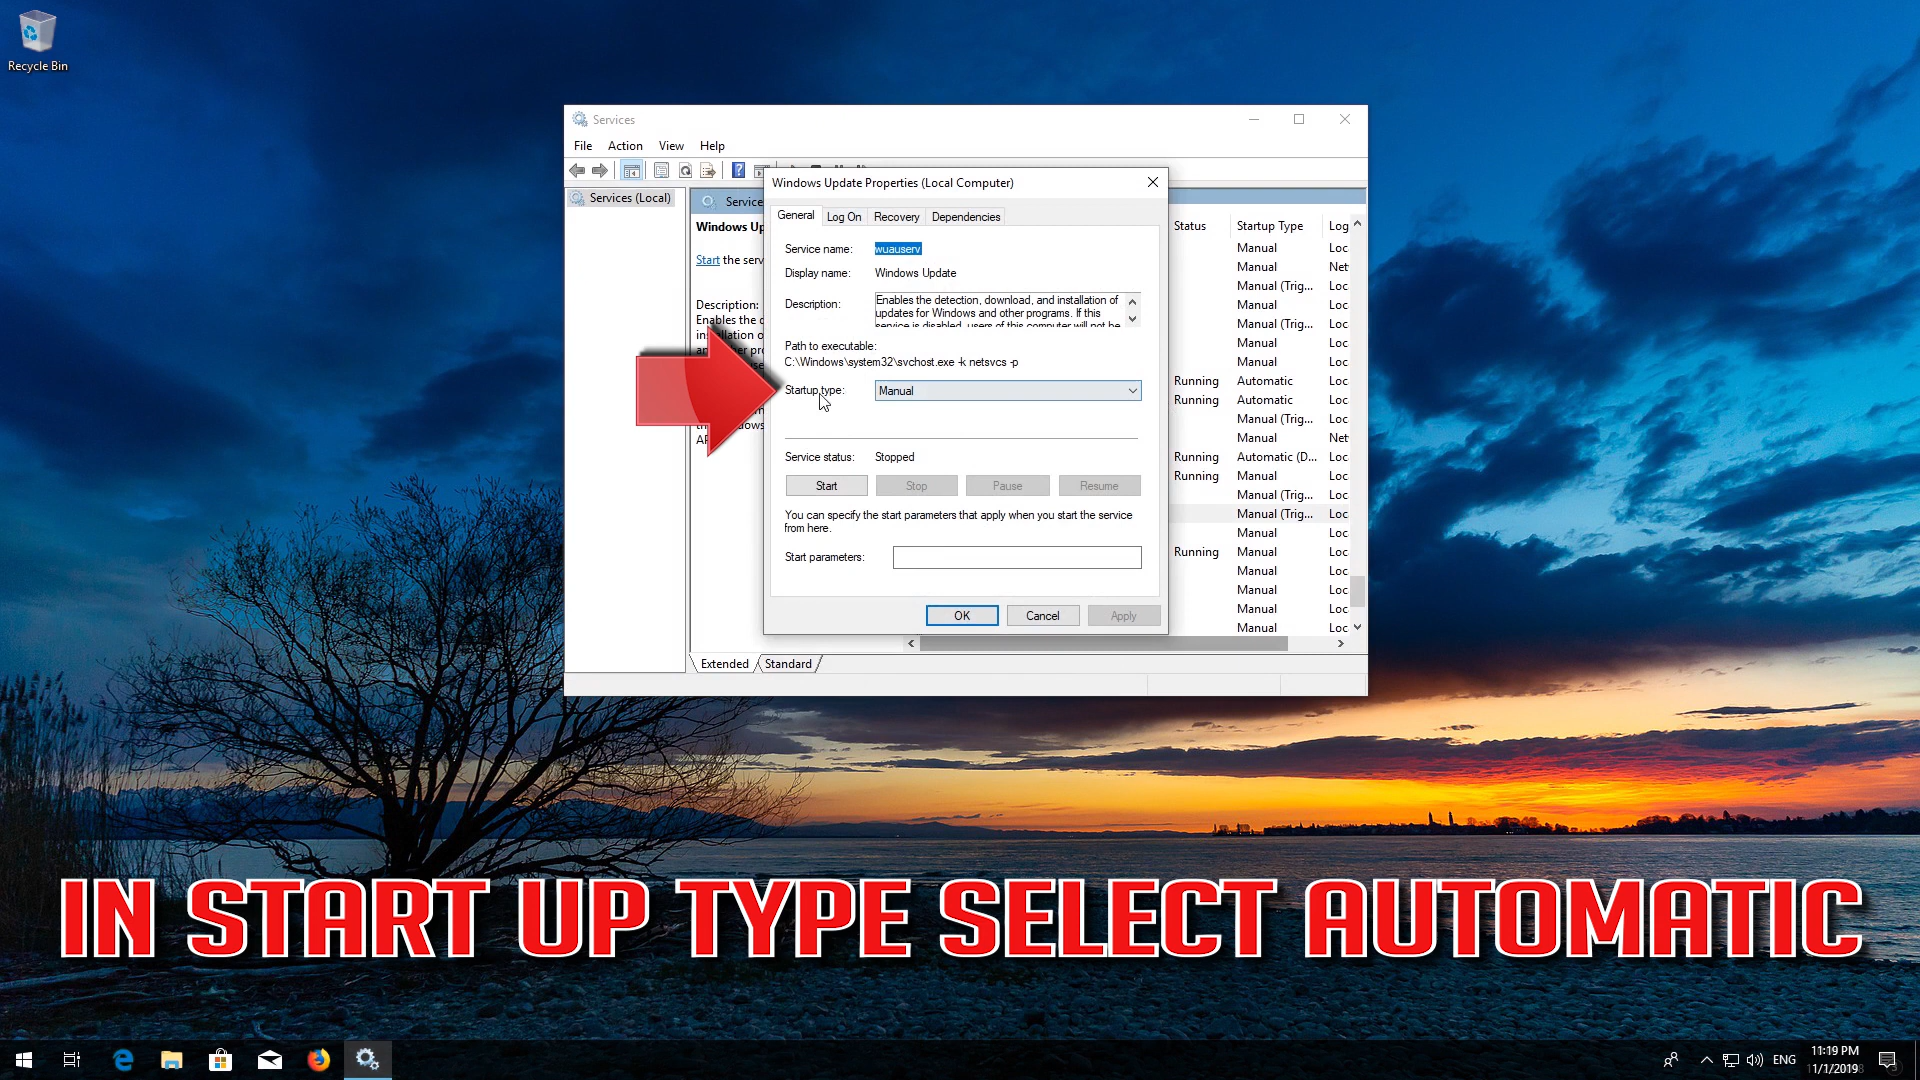 Recycle Bin
Services
File Action View Help
Services (Local)
Service
Windows Up
Start the serv
Description:
Enables the d
Windows Update Properties (Local Computer)
General Log On Recovery Dependencies
Service name: wuauserv
Display name: Windows Update
Description: Enables the detection, download, and installation of
updates for Windows and other programs. If this
service is disabled, users of this computer will not be
Path to executable:
C:\Windows\system32\svchost.exe -k netsvcs -p
Startup type: Manual
Service status: Stopped
Start Stop Pause Resume
You can specify the start parameters that apply when you start the service
from here.
Start parameters:
OK Cancel Apply
Status Startup Type Log
Manual Loc
Manual Net
Manual (Trig... Loc
Manual Loc
Manual (Trig... Loc
Manual Loc
Manual Loc
Running Automatic Loc
Running Automatic Loc
Manual (Trig... Loc
Manual Net
Running Automatic (D... Loc
Running Manual Loc
Manual (Trig... Loc
Manual (Trig... Loc
Manual Loc
Running Manual Loc
Manual Loc
Manual Loc
Manual Loc
Manual Loc
Extended Standard
IN START UP TYPE SELECT AUTOMATIC
ENG
11:19 PM
11/1/2019